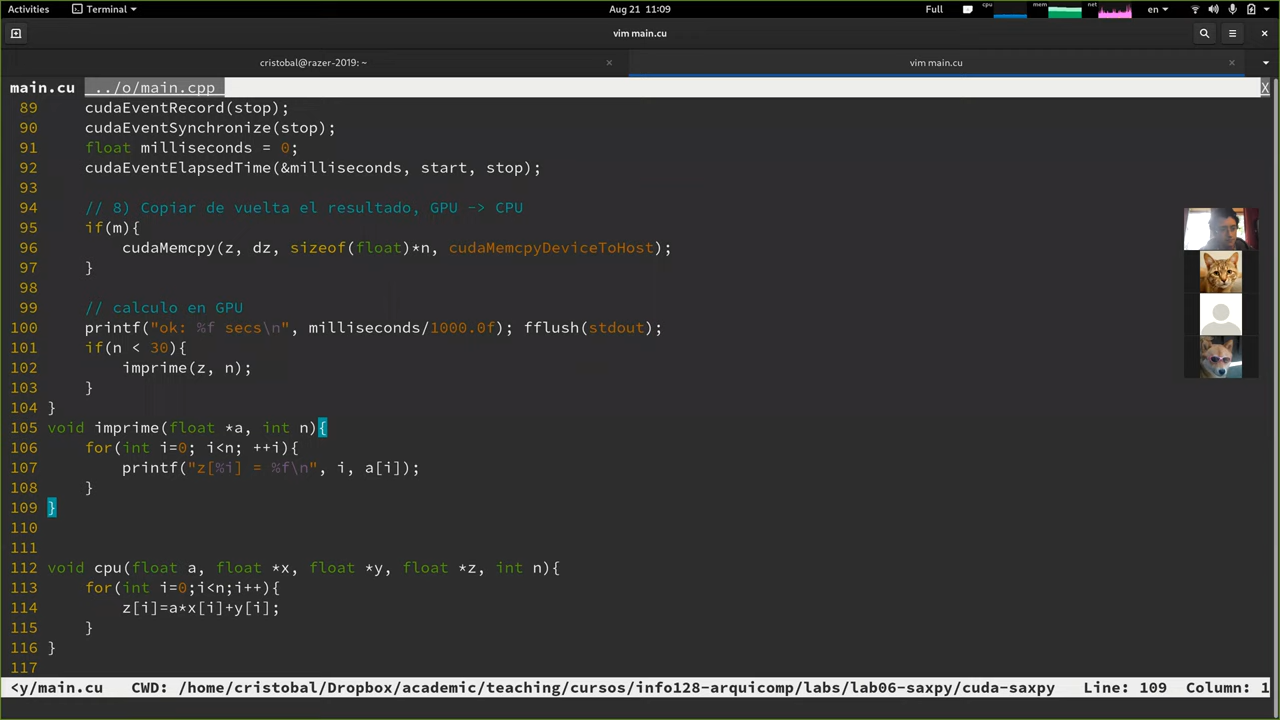 Activities Terminal Aug 21 11:09 Full cpu mem net en
vim main.cu
cristobal@razer-2019: ~ × vim main.cu ×
main.cu ../o/main.cpp X
89 cudaEventRecord(stop);
90 cudaEventSynchronize(stop);
91 float milliseconds = 0;
92 cudaEventElapsedTime(&milliseconds, start, stop);
93
94 // 8) Copiar de vuelta el resultado, GPU -> CPU
95 if(m){
96 cudaMemcpy(z, dz, sizeof(float)*n, cudaMemcpyDeviceToHost);
97 }
98
99 // calculo en GPU
100 printf("ok: %f secs\n", milliseconds/1000.0f); fflush(stdout);
101 if(n < 30){
102 imprime(z, n);
103 }
104 }
105 void imprime(float *a, int n){
106 for(int i=0; i<n; ++i){
107 printf("z[%i] = %f\n", i, a[i]);
108 }
109 }
110
111
112 void cpu(float a, float *x, float *y, float *z, int n){
113 for(int i=0;i<n;i++){
114 z[i]=a*x[i]+y[i];
115 }
116 }
117
<y/main.cu CWD: /home/cristobal/Dropbox/academic/teaching/cursos/info128-arquicomp/labs/lab06-saxpy/cuda-saxpy Line: 109 Column: 1